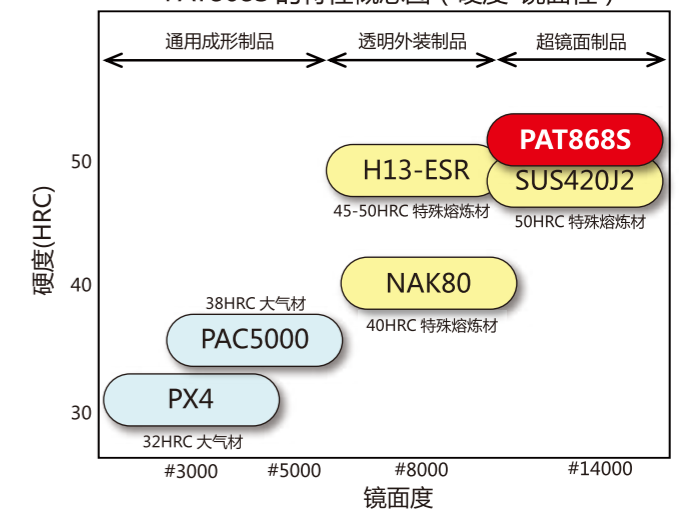 通用成形制品
透明外装制品
超镜面制品
PAT868S
50
H13-ESR
SUS420J2
45-50HRC 特殊熔炼材
50HRC 特殊熔炼材
硬度(HRC)
40
NAK80
38HRC 大气材
40HRC 特殊熔炼材
PAC5000
PX4
30
32HRC 大气材
#3000
#5000
#8000
#14000
镜面度